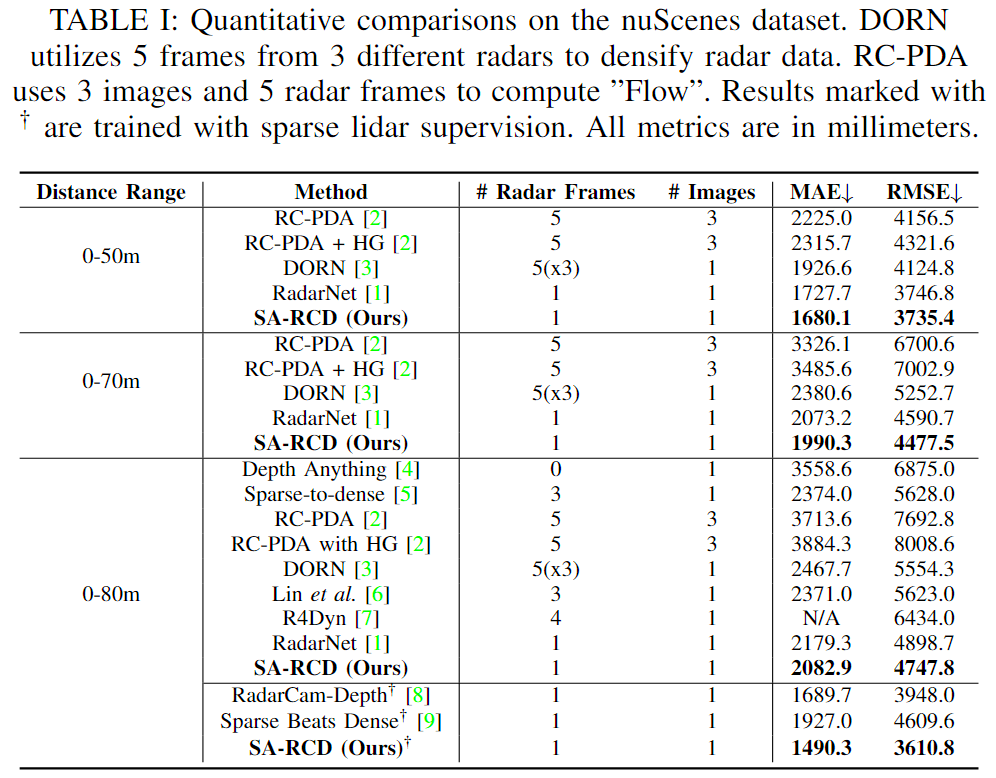 TABLE I: Quantitative comparisons on the nuScenes dataset. DORN
utilizes 5 frames from 3 different radars to densify radar data. RC-PDA
uses 3 images and 5 radar frames to compute ”Flow”. Results marked with
† are trained with sparse lidar supervision. All metrics are in millimeters.
Distance Range Method # Radar Frames # Images MAE↓ RMSE↓
0-50m
RC-PDA [2] 5 3 2225.0 4156.5
RC-PDA + HG [2] 5 3 2315.7 4321.6
DORN [3] 5(x3) 1 1926.6 4124.8
RadarNet [1] 1 1 1727.7 3746.8
SA-RCD (Ours) 1 1 1680.1 3735.4
0-70m
RC-PDA [2] 5 3 3326.1 6700.6
RC-PDA + HG [2] 5 3 3485.6 7002.9
DORN [3] 5(x3) 1 2380.6 5252.7
RadarNet [1] 1 1 2073.2 4590.7
SA-RCD (Ours) 1 1 1990.3 4477.5
0-80m
Depth Anything [4] 0 1 3558.6 6875.0
Sparse-to-dense [5] 3 1 2374.0 5628.0
RC-PDA [2] 5 3 3713.6 7692.8
RC-PDA with HG [2] 5 3 3884.3 8008.6
DORN [3] 5(x3) 1 2467.7 5554.3
Lin et al. [6] 3 1 2371.0 5623.0
R4Dyn [7] 4 1 N/A 6434.0
RadarNet [1] 1 1 2179.3 4898.7
SA-RCD (Ours) 1 1 2082.9 4747.8
RadarCam-Depth† [8] 1 1 1689.7 3948.0
Sparse Beats Dense† [9] 1 1 1927.0 4609.6
SA-RCD (Ours)† 1 1 1490.3 3610.8